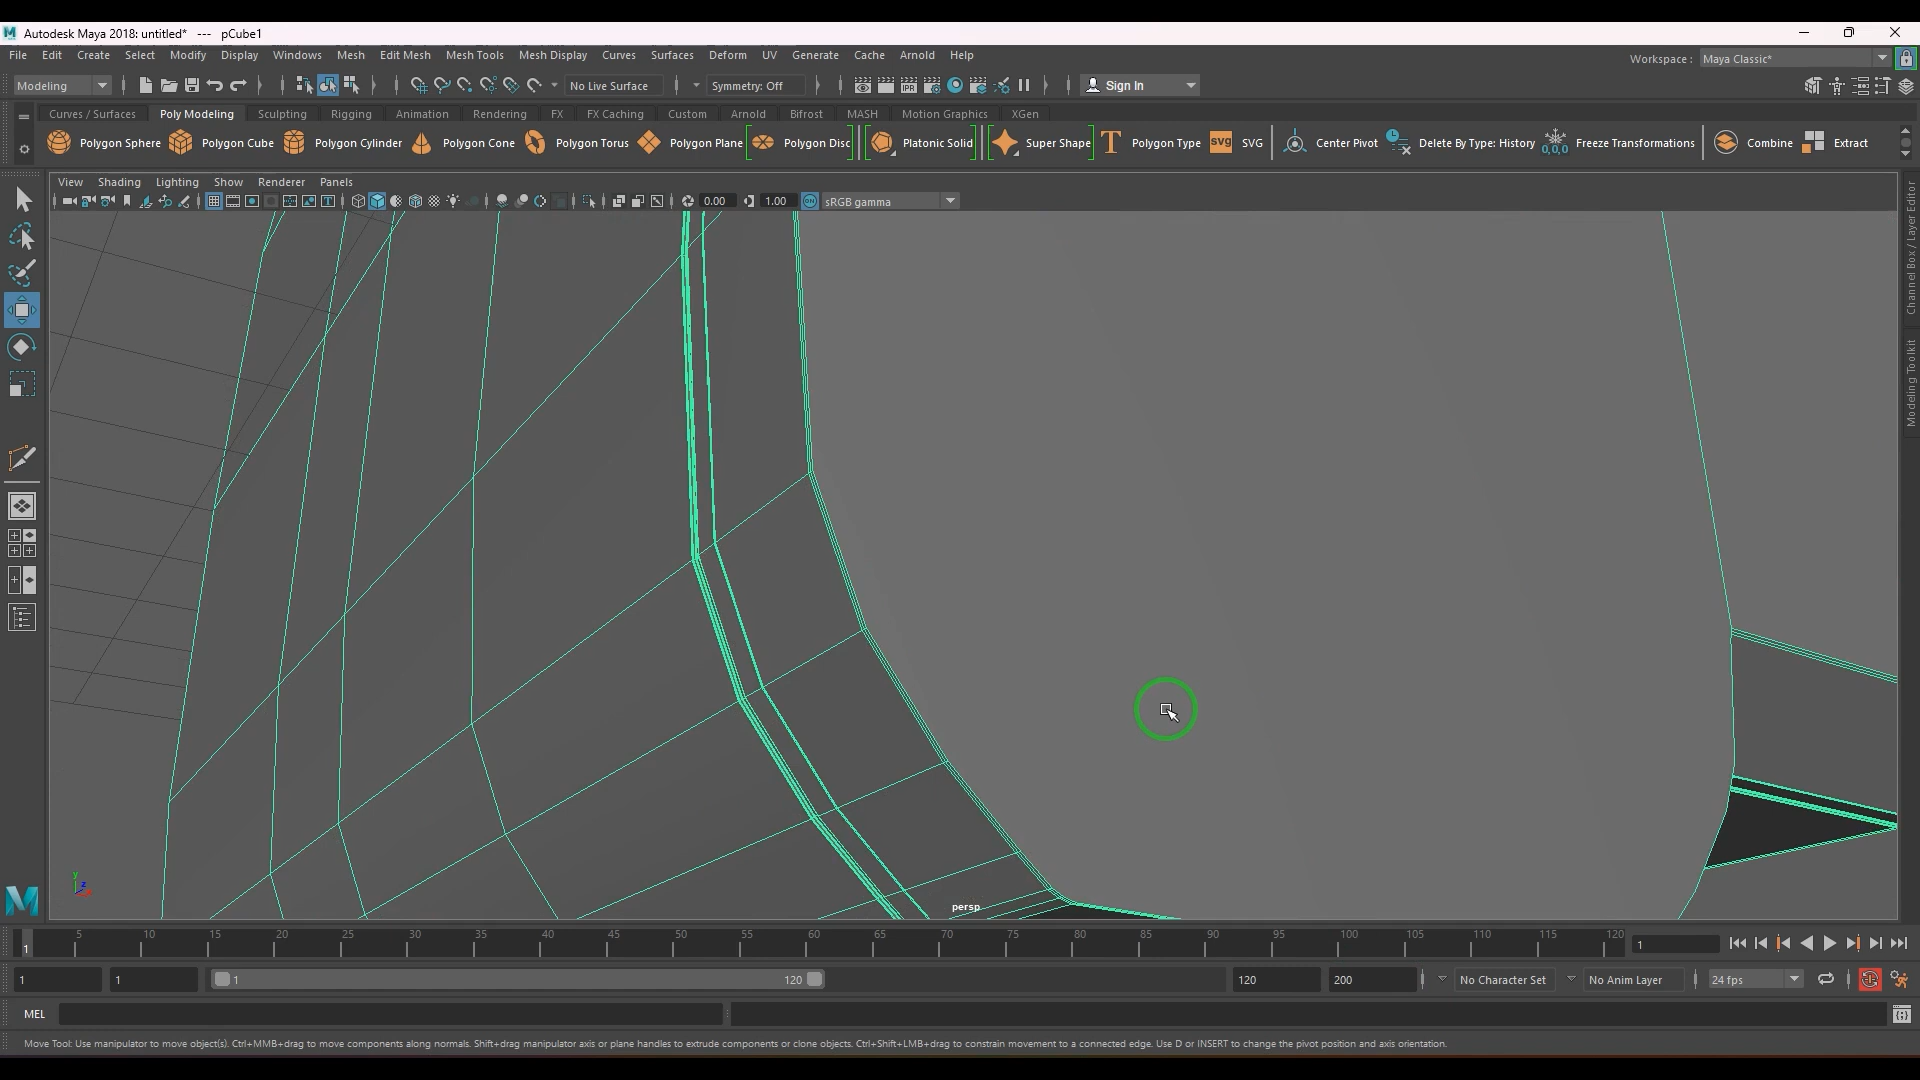 Autodesk Maya 2018: untitled* --- pCube1
File Edit Create Select Modify Display Windows Mesh Edit Mesh Mesh Tools Mesh Display Curves Surfaces Deform UV Generate Cache Arnold Help Workspace : Maya Classic*
Modeling No Live Surface Symmetry: Off IPR Sign In
Curves / Surfaces Poly Modeling Sculpting Rigging Animation Rendering FX FX Caching Custom Arnold Bifrost MASH Motion Graphics XGen
Polygon Sphere Polygon Cube Polygon Cylinder Polygon Cone Polygon Torus Polygon Plane Polygon Disc Platonic Solid Super Shape T Polygon Type SVG SVG Center Pivot Delete By Type: History 0,0,0 Freeze Transformations Combine Extract
View Shading Lighting Show Renderer Panels
0.00 1.00 ON sRGB gamma
Channel Box / Layer Editor
Modeling Toolkit
y
z
persp
M
5 10 15 20 25 30 35 40 45 50 55 60 65 70 75 80 85 90 95 100 105 110 115 120
1 1
1 1 1 120 120 200 No Character Set No Anim Layer 24 fps
MEL
Move Tool: Use manipulator to move object(s). Ctrl+MMB+drag to move components along normals. Shift+drag manipulator axis or plane handles to extrude components or clone objects. Ctrl+Shift+LMB+drag to constrain movement to a connected edge. Use D or INSERT to change the pivot position and axis orientation.